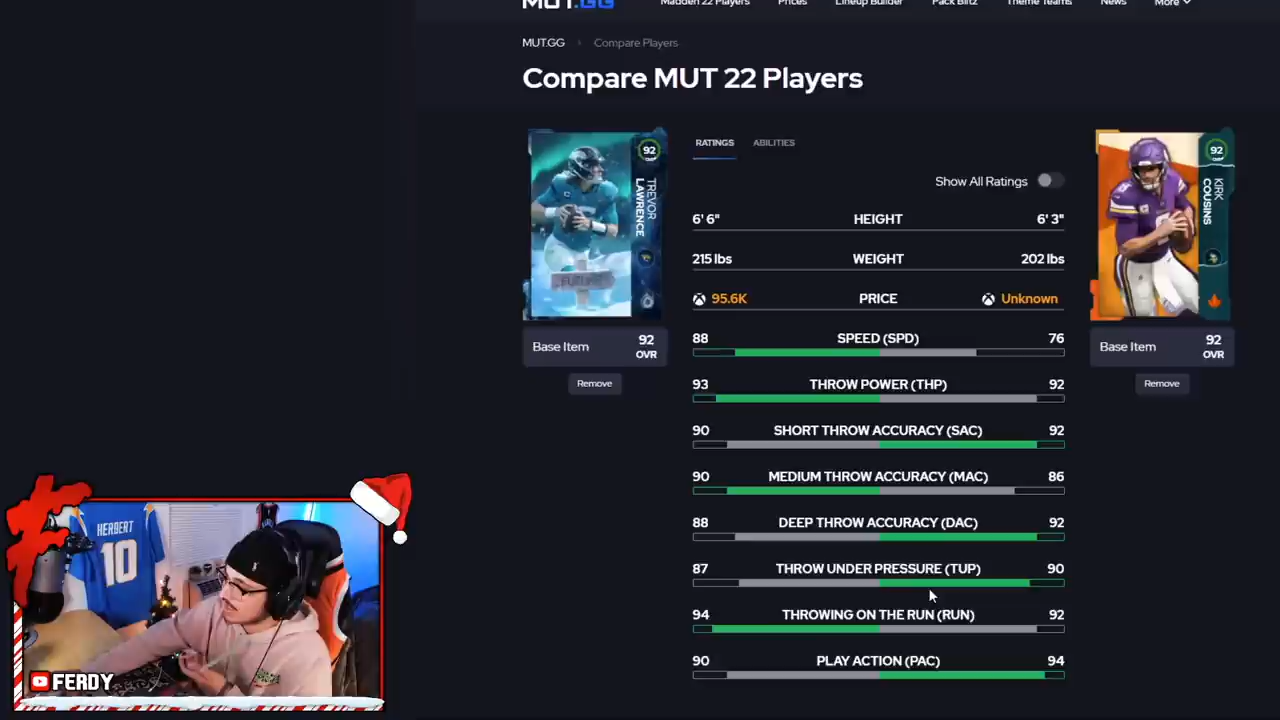 MUT.GG
Madden 22 Players
Prices
Lineup Builder
Pack Blitz
Theme Teams
News
More
MUT.GG > Compare Players
Compare MUT 22 Players
92
OVR
TREVOR
LAWRENCE
FUTURE
Base Item
92
OVR
Remove
RATINGS
ABILITIES
Show All Ratings
6' 6" HEIGHT 6' 3"
215 lbs WEIGHT 202 lbs
95.6K PRICE Unknown
88 SPEED (SPD) 76
93 THROW POWER (THP) 92
90 SHORT THROW ACCURACY (SAC) 92
90 MEDIUM THROW ACCURACY (MAC) 86
88 DEEP THROW ACCURACY (DAC) 92
87 THROW UNDER PRESSURE (TUP) 90
94 THROWING ON THE RUN (RUN) 92
90 PLAY ACTION (PAC) 94
92
OVR
KIRK
COUSINS
Base Item
92
OVR
Remove
HERBERT
10
FERDY